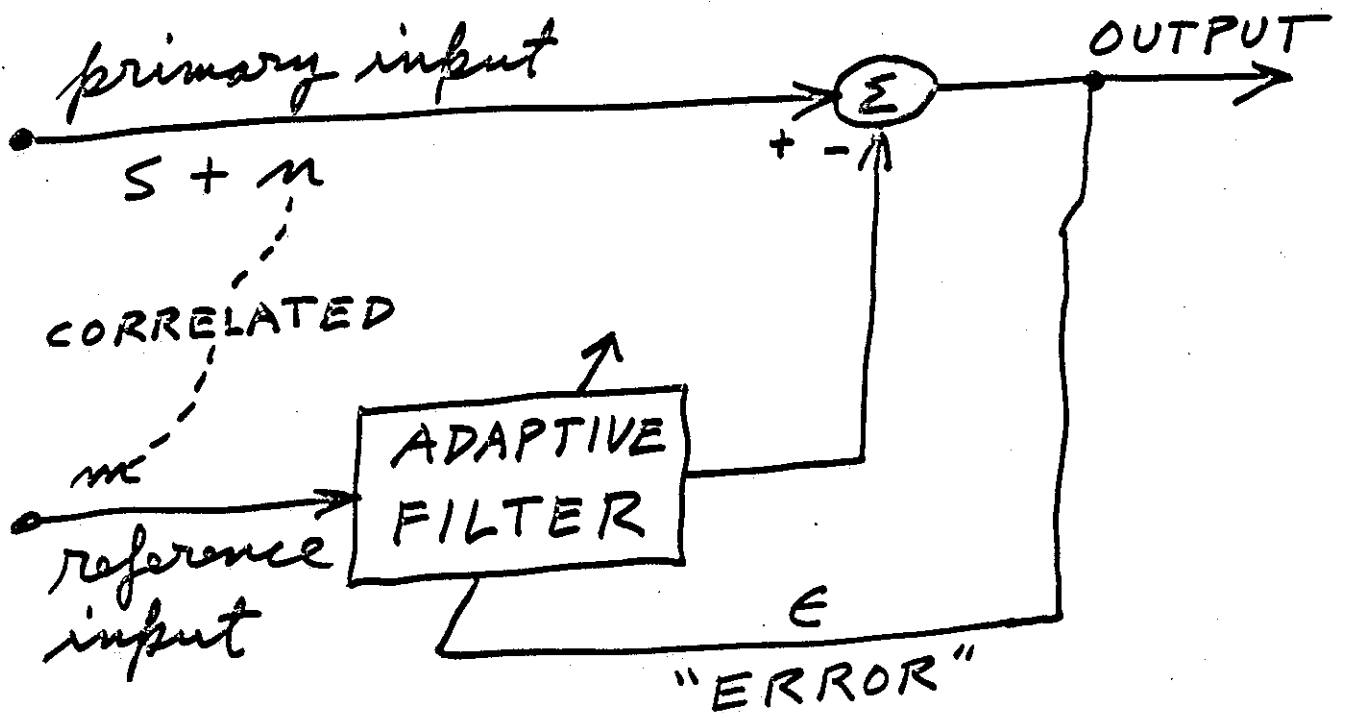 primary input
OUTPUT
Σ
+ -
S + n
CORRELATED
n
ADAPTIVE
FILTER
reference
input
ϵ
"ERROR"